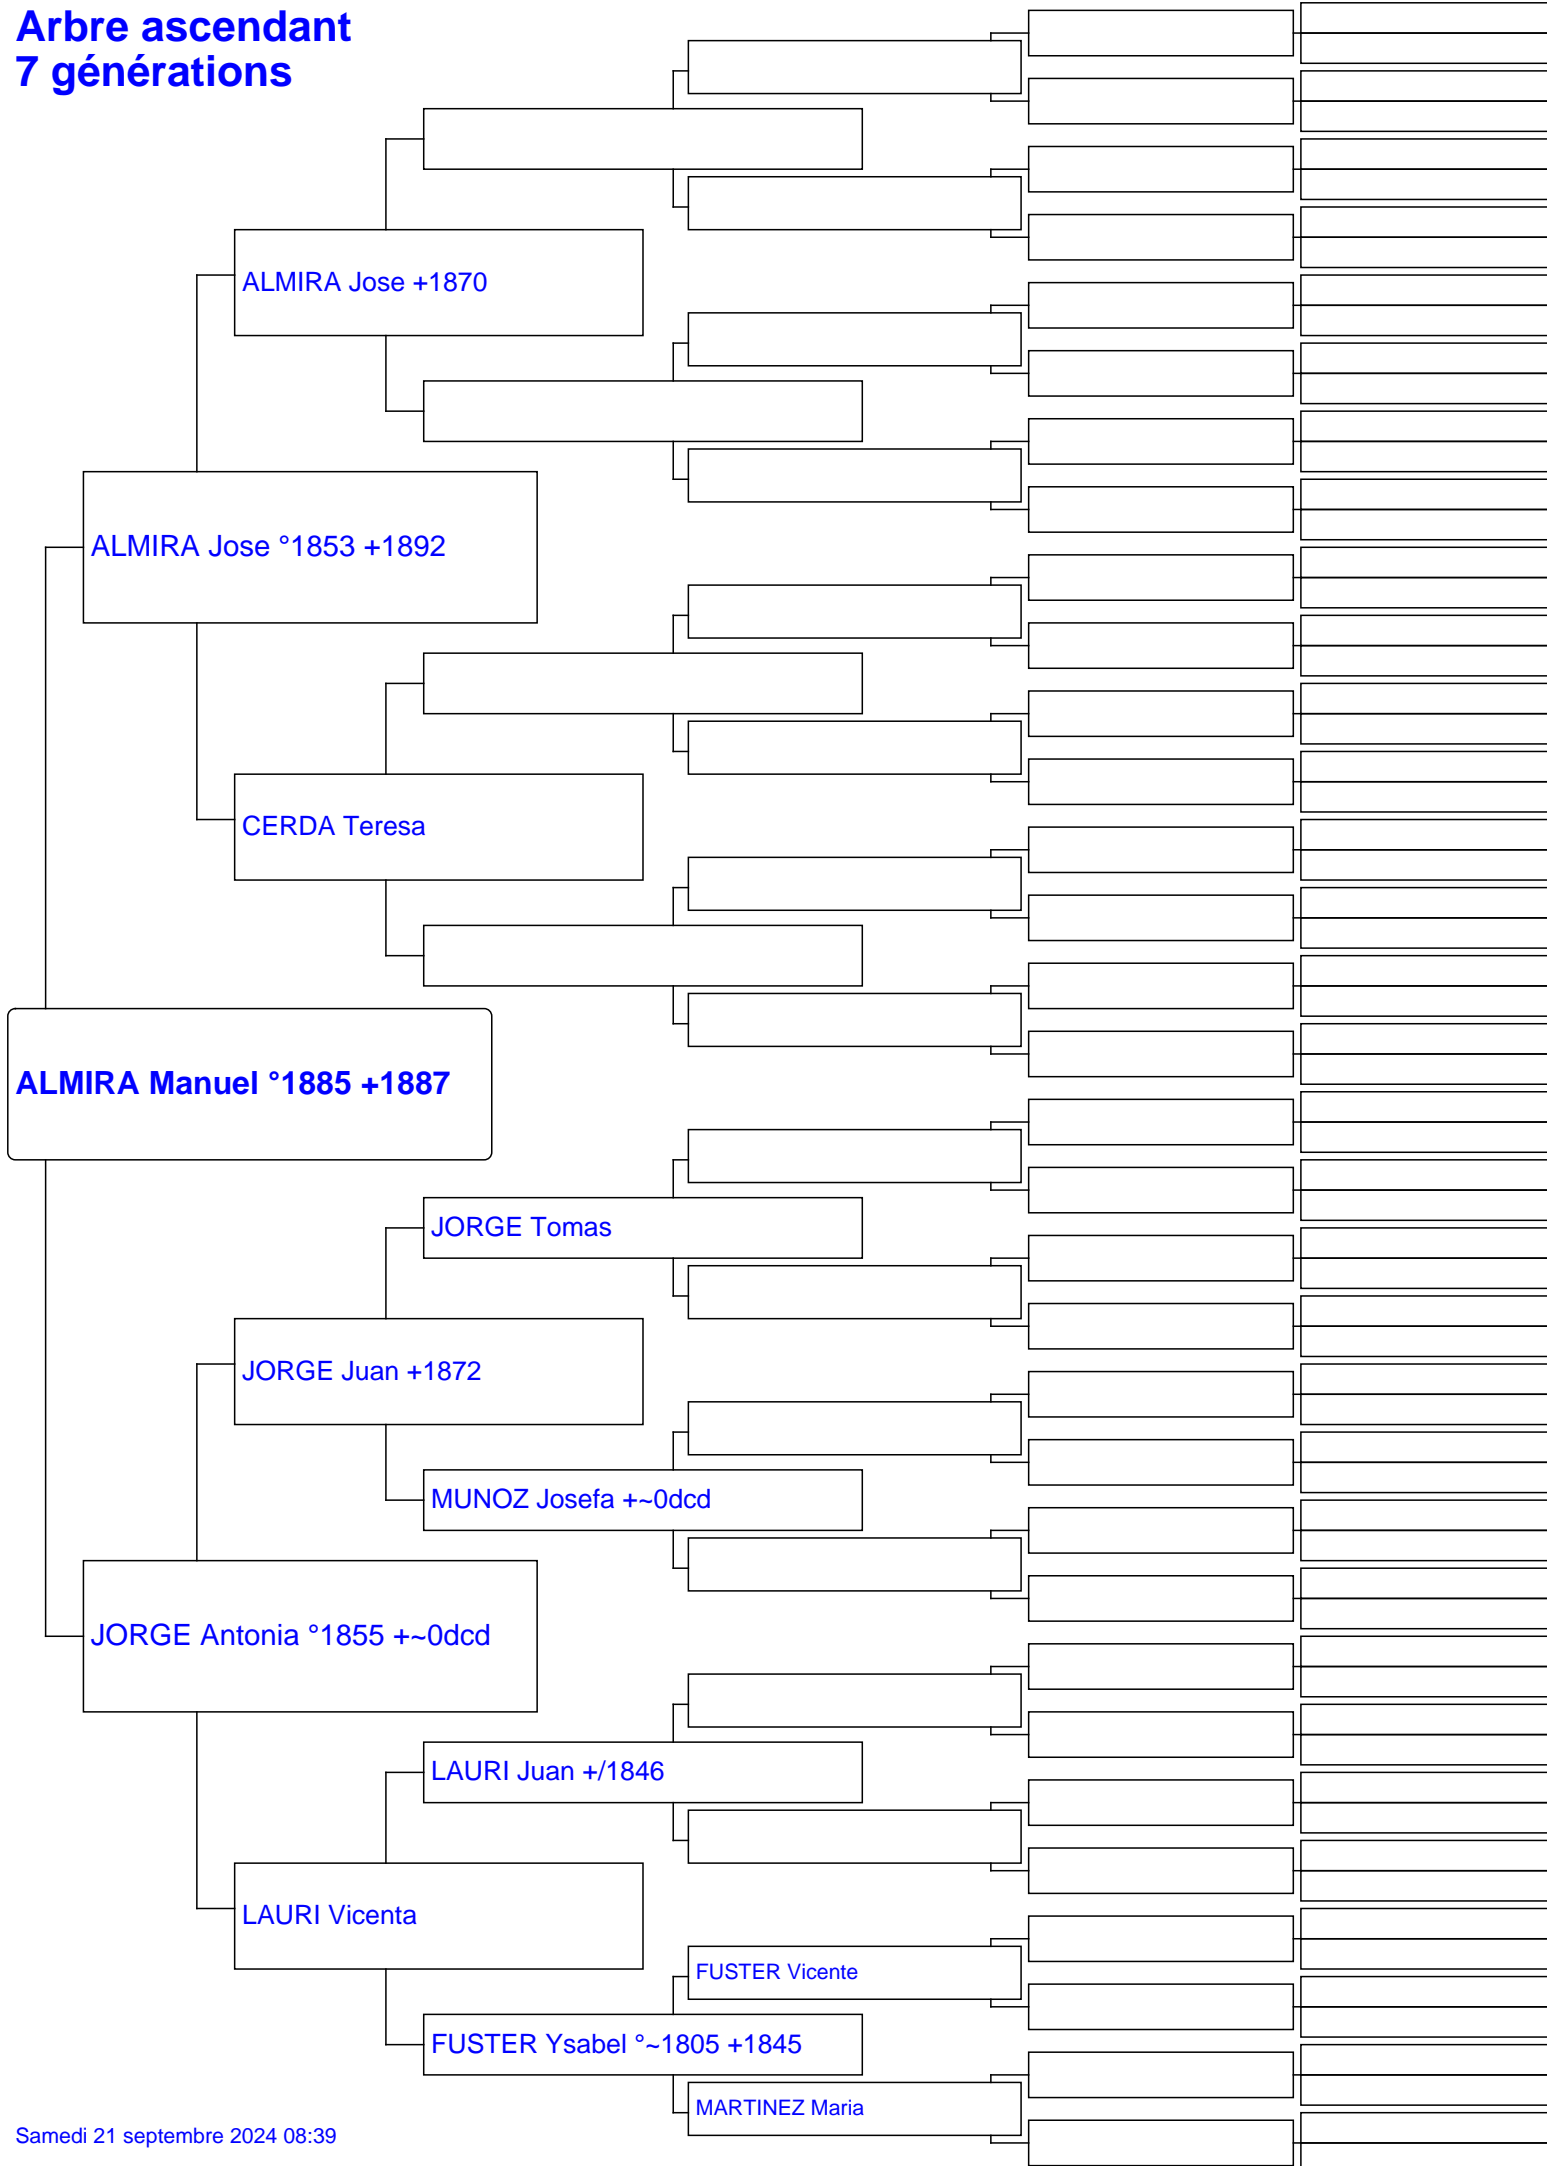 Arbre ascendant
7 générations
ALMIRA Jose +1870
ALMIRA Jose °1853 +1892
CERDA Teresa
ALMIRA Manuel °1885 +1887
JORGE Tomas
JORGE Juan +1872
MUNOZ Josefa +~0dcd
JORGE Antonia °1855 +~0dcd
LAURI Juan +/1846
LAURI Vicenta
FUSTER Vicente
FUSTER Ysabel °~1805 +1845
MARTINEZ Maria
Samedi 21 septembre 2024 08:39